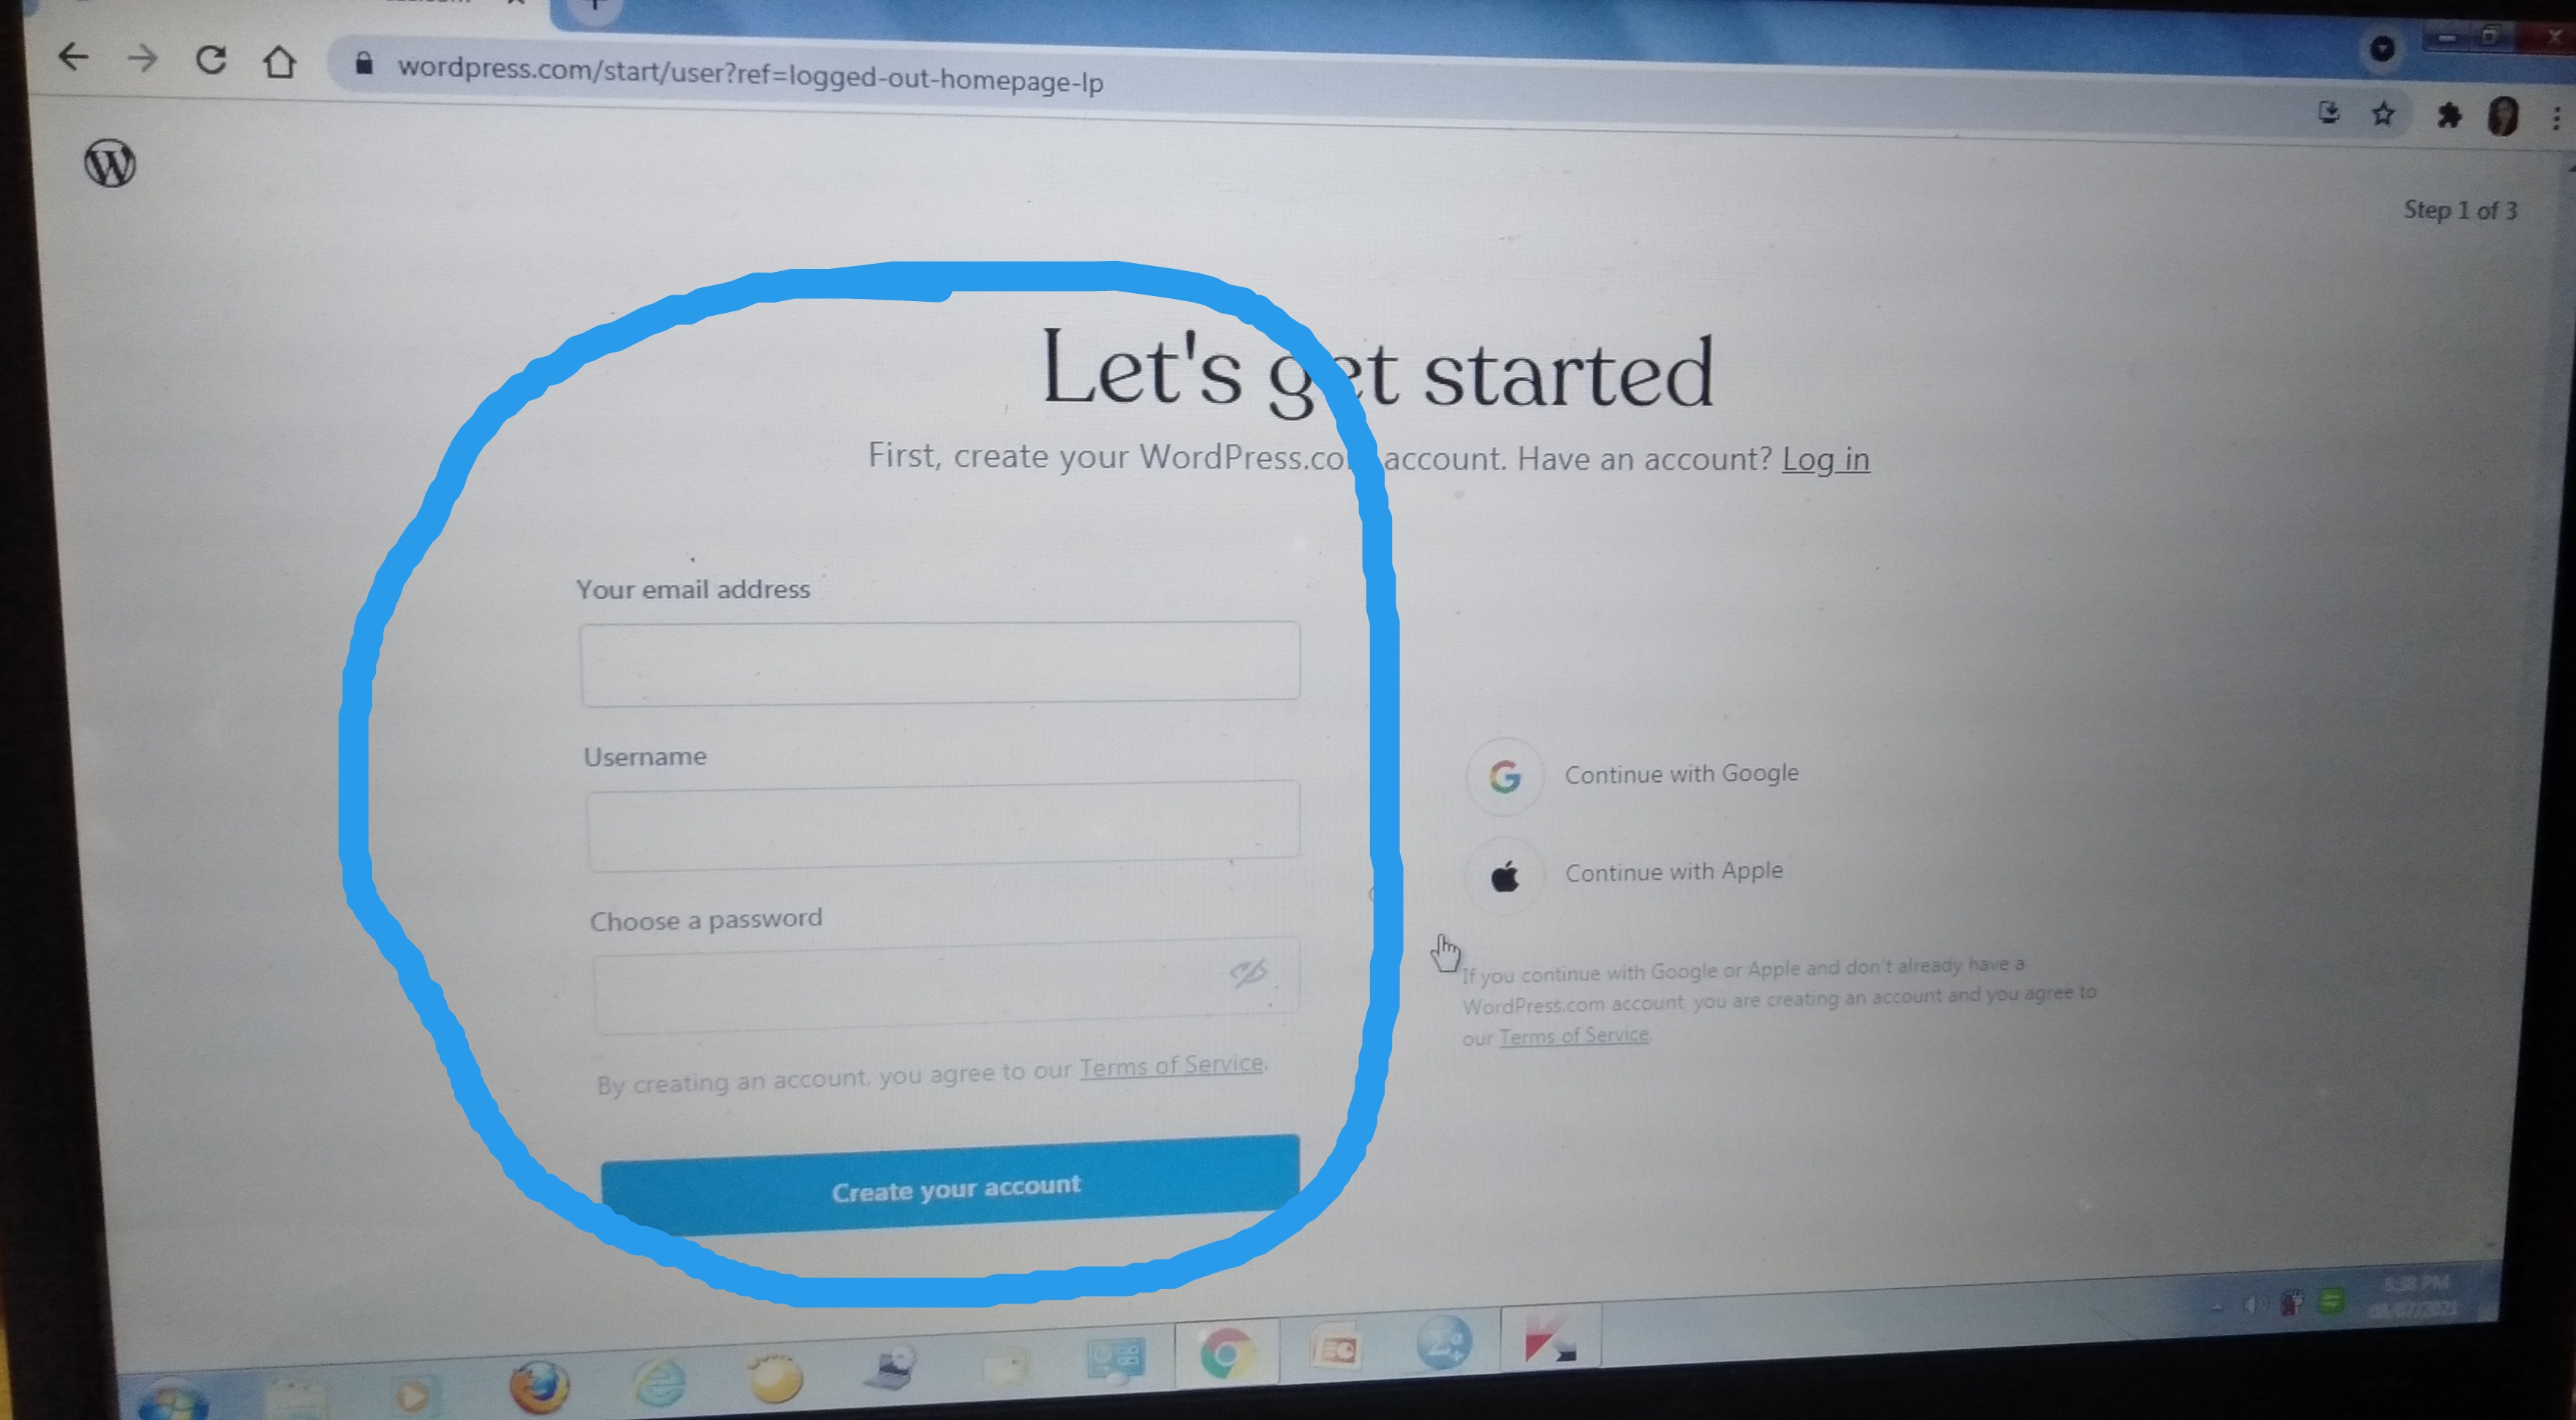 wordpress.com/start/user?ref=logged-out-homepage-lp
Step 1 of 3
Let's get started
First, create your WordPress.co account. Have an account? Log in
Your email address
Username
Choose a password
By creating an account, you agree to our Terms of Service.
Create your account
Continue with Google
Continue with Apple
If you continue with Google or Apple and don't already have a
WordPress.com account, you are creating an account and you agree to
our Terms of Service.